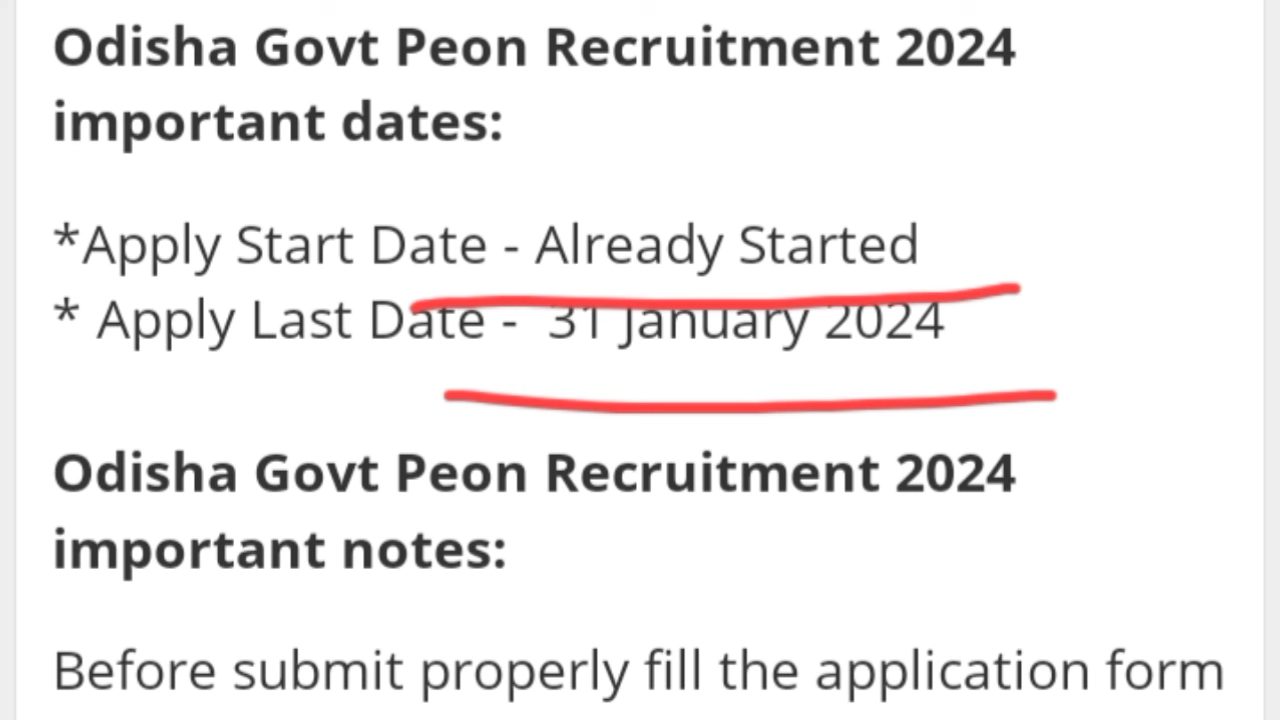 Odisha Govt Peon Recruitment 2024
important dates:
*Apply Start Date - Already Started
* Apply Last Date - 31 January 2024
Odisha Govt Peon Recruitment 2024
important notes:
Before submit properly fill the application form